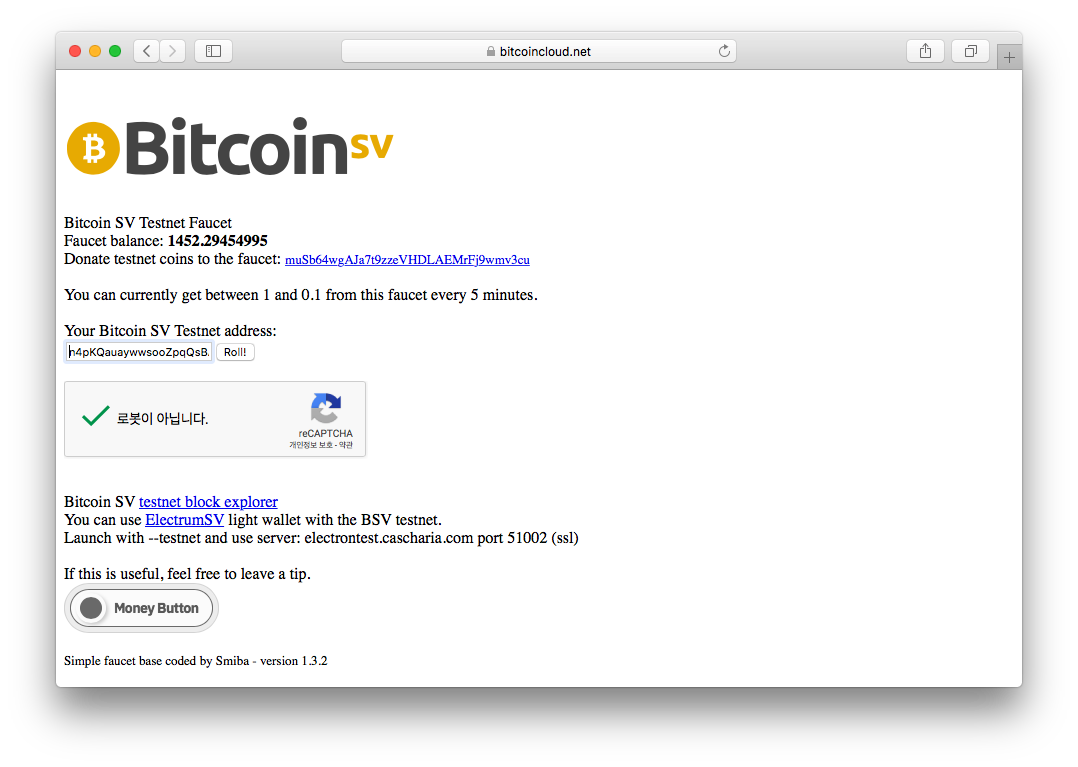 bitcoincloud.net
Bitcoin SV
Bitcoin SV Testnet Faucet
Faucet balance: 1452.29454995
Donate testnet coins to the faucet: muSb64wgAJa7t9zzeVHDLAEMrFj9wmv3cu
You can currently get between 1 and 0.1 from this faucet every 5 minutes.
Your Bitcoin SV Testnet address:
n4pKQauaywwsooZpqQsB. Roll!
로봇이 아닙니다.
reCAPTCHA
개인정보 보호 - 약관
Bitcoin SV testnet block explorer
You can use ElectrumSV light wallet with the BSV testnet.
Launch with --testnet and use server: electrontest.cascharia.com port 51002 (ssl)
If this is useful, feel free to leave a tip.
Money Button
Simple faucet base coded by Smiba - version 1.3.2